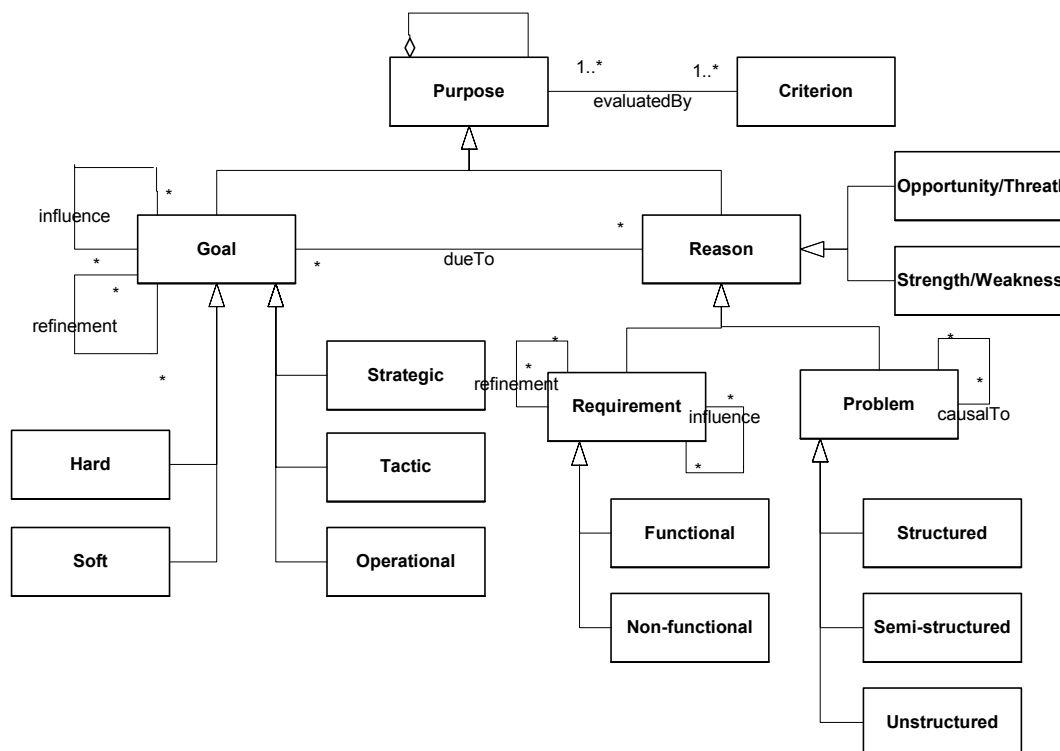 1..*
1..*
Purpose
evaluatedBy
Criterion
Opportunity/Threath
*
influence
*
Goal
*
dueTo
*
Reason
*
*
refinement
*
Strength/Weakness
Strategic
*
*
refinement
Requirement
*
influence
*
*
Problem
*
causalTo
Hard
Tactic
Soft
Operational
Functional
Structured
Non-functional
Semi-structured
Unstructured